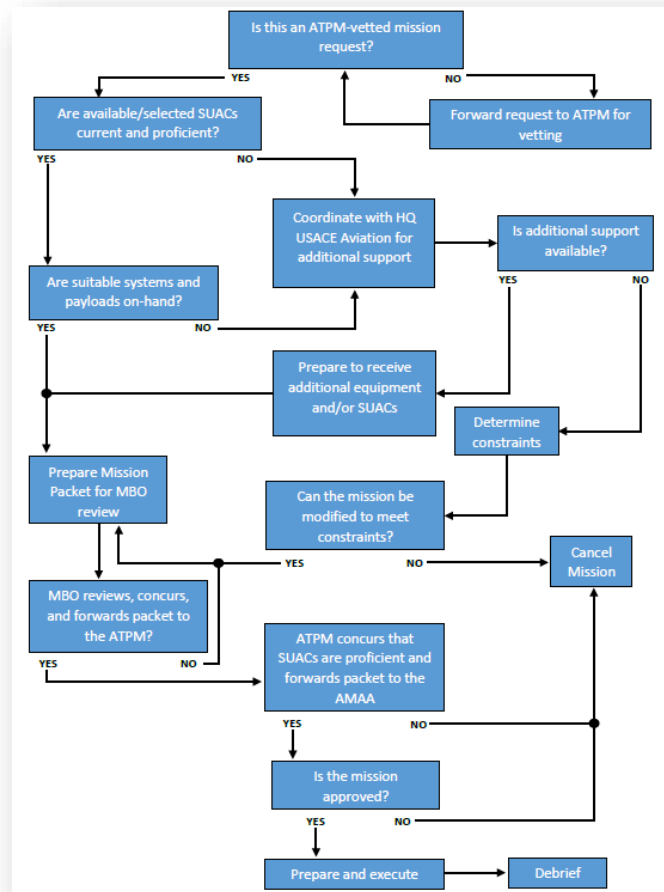 Is this an ATPM-vetted mission
request?
YES
NO
Are available/selected SUACs
current and proficient?
Forward request to ATPM for
vetting
YES
NO
Coordinate with HQ
USACE Aviation for
additional support
Is additional support
available?
Are suitable systems and
payloads on-hand?
YES
NO
YES
NO
Prepare to receive
additional equipment
and/or SUACs
Determine
constraints
Prepare Mission
Packet for MBO
review
Can the mission be
modified to meet
constraints?
YES
NO
Cancel
Mission
MBO reviews, concurs,
and forwards packet to
the ATPM?
YES
NO
ATPM concurs that
SUACs are proficient and
forwards packet to the
AMAA
YES
NO
Is the mission
approved?
YES
NO
Prepare and execute
Debrief